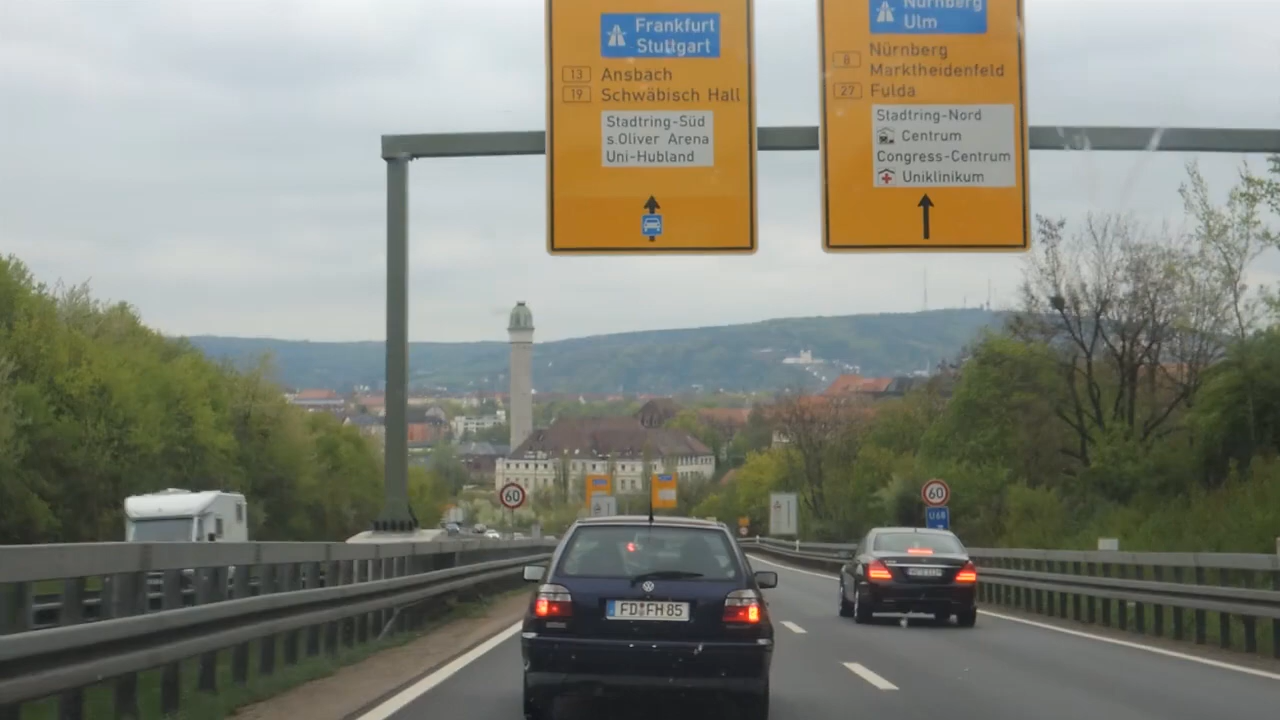 Frankfurt
Stuttgart
13 Ansbach
19 Schwäbisch Hall
Stadtring-Süd
s.Oliver Arena
Uni-Hubland
Nürnberg
Ulm
8 Nürnberg
Marktheidenfeld
27 Fulda
Stadtring-Nord
Centrum
Congress-Centrum
Uniklinikum
60
60
U68
FD FH 85